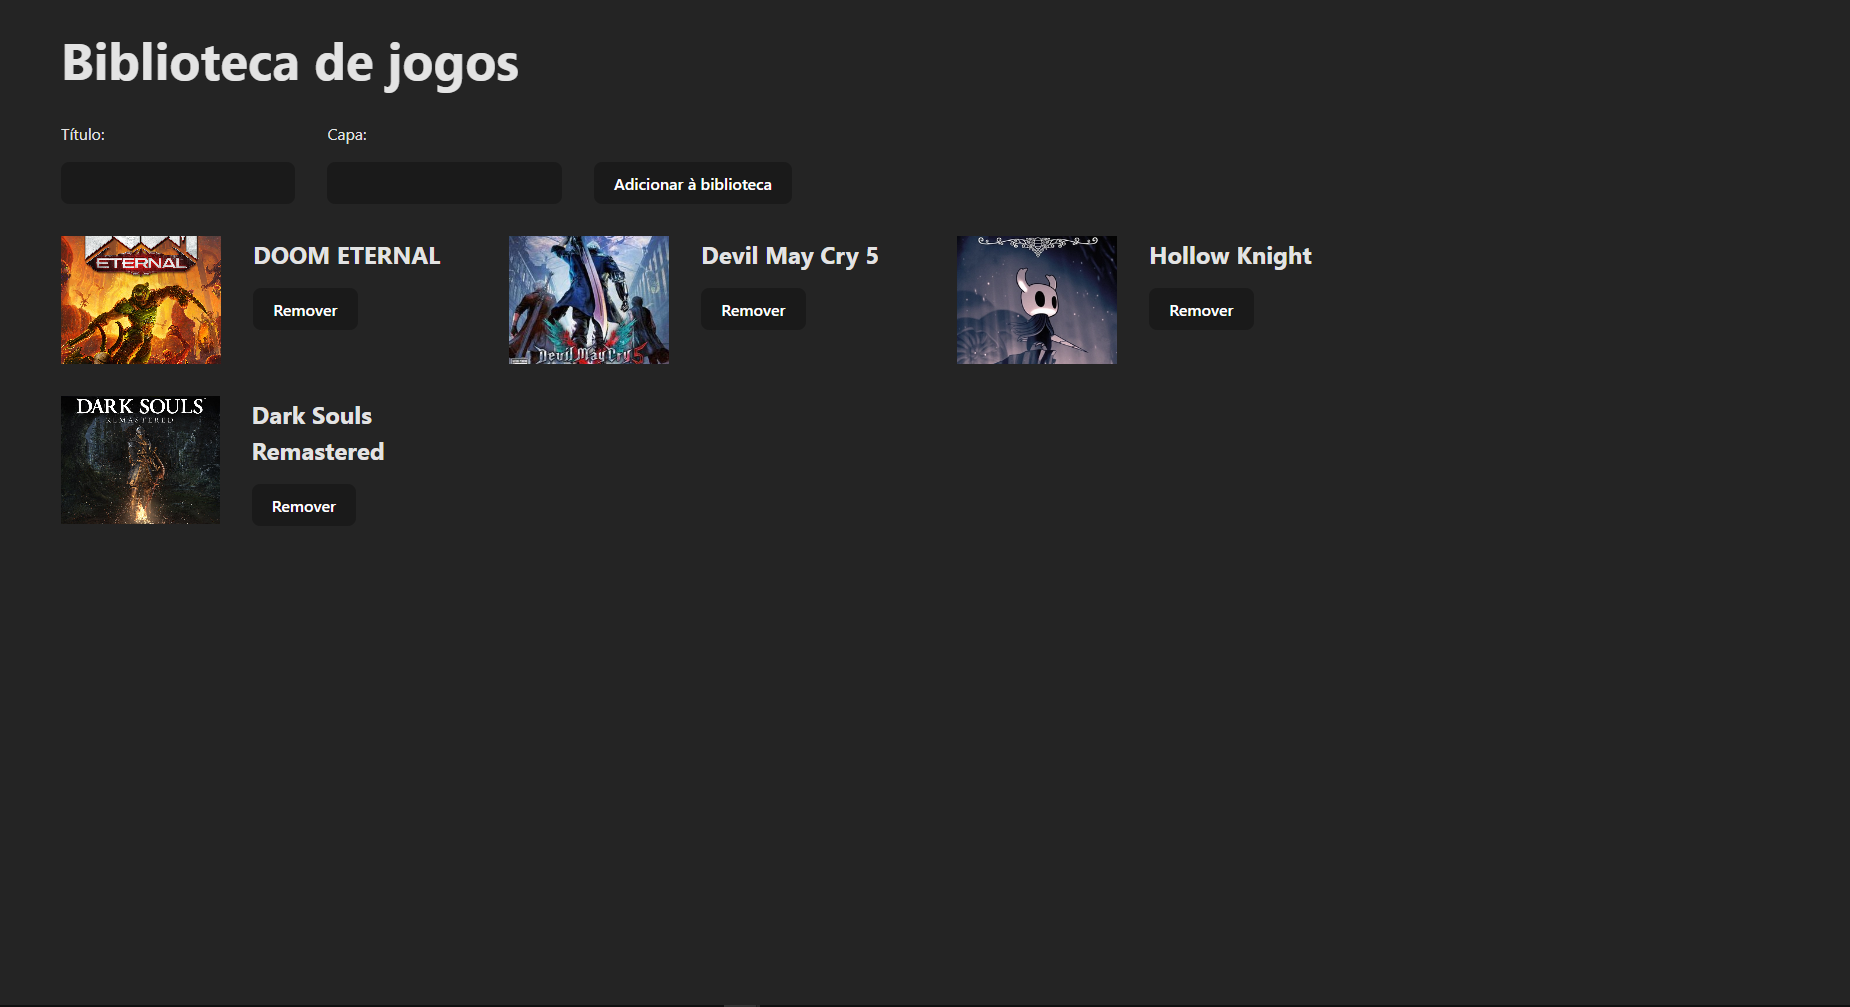 Biblioteca de jogos
Título:
Capa:
Adicionar à biblioteca
ETERNAL
DOOM ETERNAL
Remover
Devil May Cry 5
Devil May Cry 5
Remover
Hollow Knight
Remover
DARK SOULS
REMASTERED
Dark Souls
Remastered
Remover